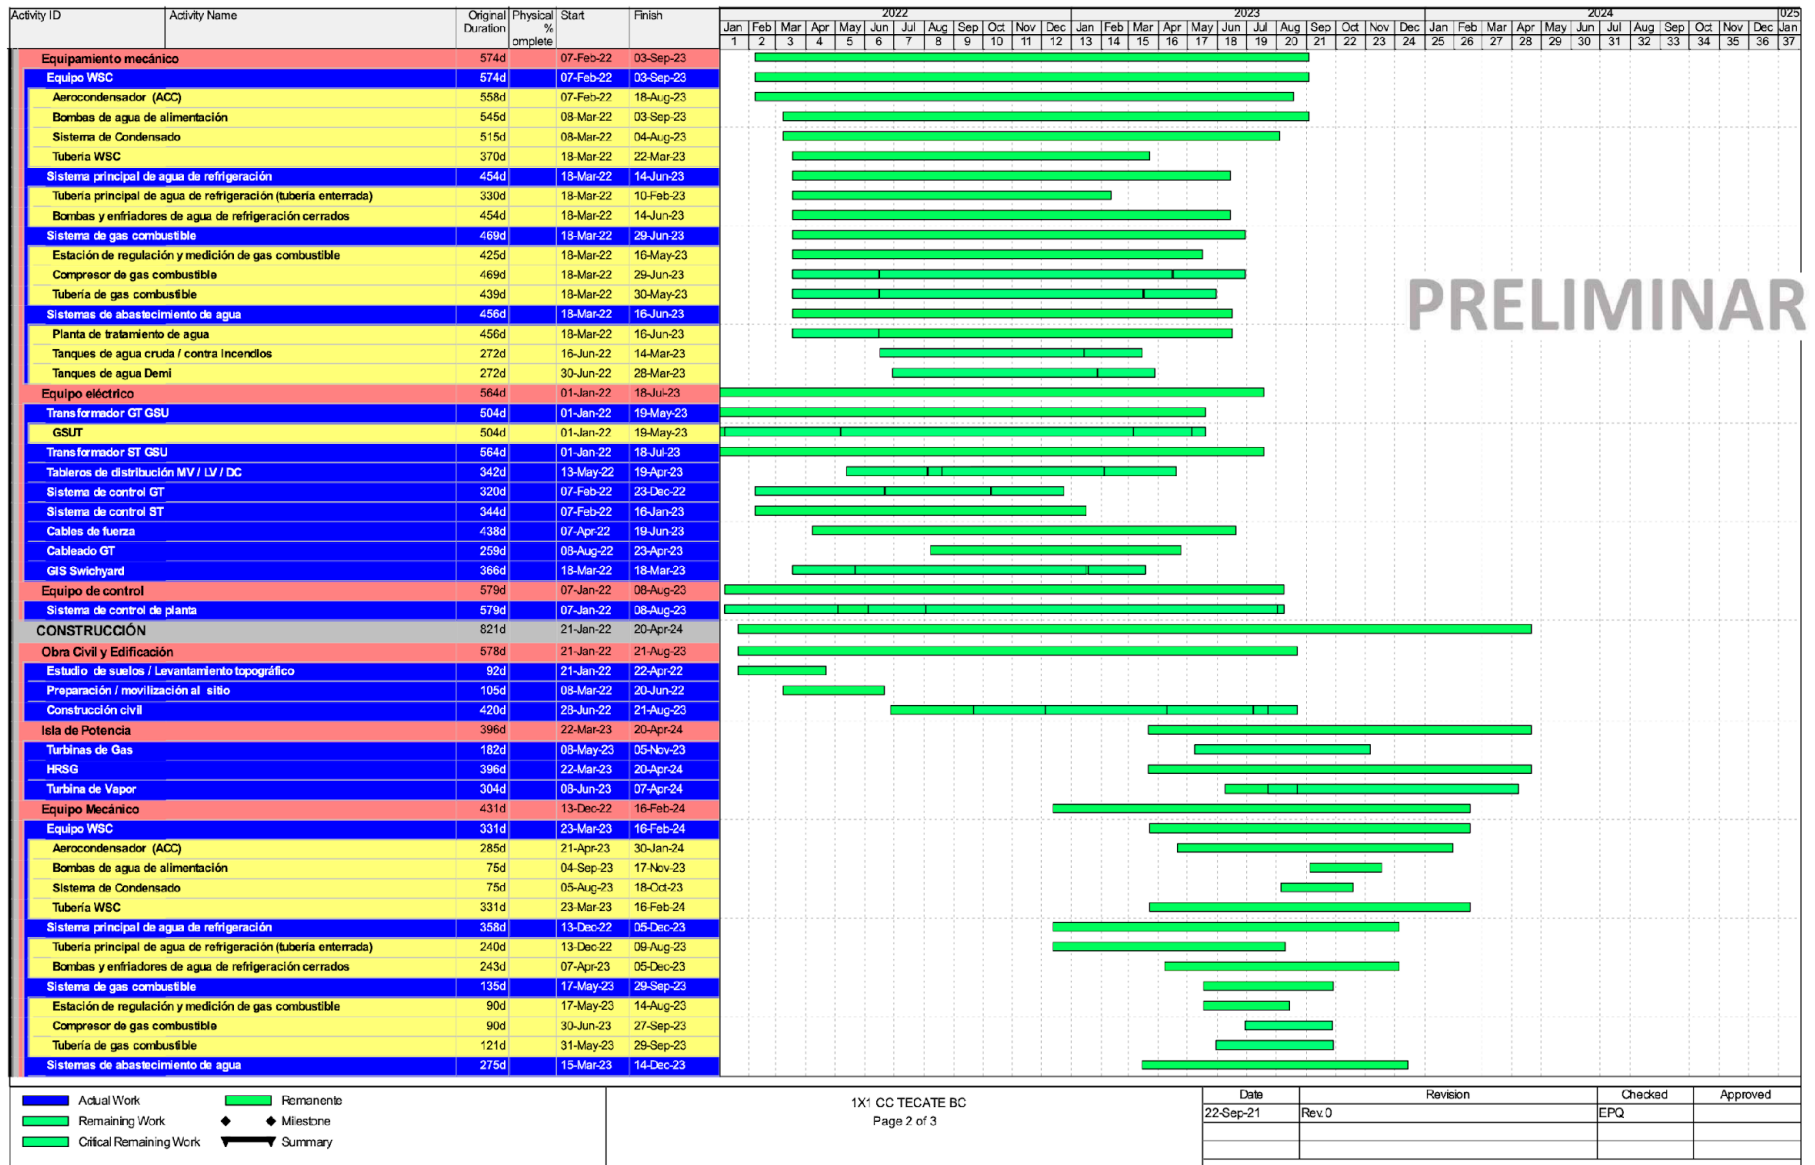 Activity ID Activity Name Original Duration Physical % omplete Start Finish 2022 2023 2024 025
Jan Feb Mar Apr May Jun Jul Aug Sep Oct Nov Dec Jan Feb Mar Apr May Jun Jul Aug Sep Oct Nov Dec Jan Feb Mar Apr May Jun Jul Aug Sep Oct Nov Dec Jan
1 2 3 4 5 6 7 8 9 10 11 12 13 14 15 16 17 18 19 20 21 22 23 24 25 26 27 28 29 30 31 32 33 34 35 36 37
Equipamiento mecánico 574d 07-Feb-22 03-Sep-23
Equipo WSC 574d 07-Feb-22 03-Sep-23
Aerocondensador (ACC) 558d 07-Feb-22 18-Aug-23
Bombas de agua de alimentación 545d 08-Mar-22 03-Sep-23
Sistema de Condensado 515d 08-Mar-22 04-Aug-23
Tubería WSC 370d 18-Mar-22 22-Mar-23
Sistema principal de agua de refrigeración 454d 18-Mar-22 14-Jun-23
Tubería principal de agua de refrigeración (tubería enterrada) 330d 18-Mar-22 10-Feb-23
Bombas y enfriadores de agua de refrigeración cerrados 454d 18-Mar-22 14-Jun-23
Sistema de gas combustible 469d 18-Mar-22 29-Jun-23
Estación de regulación y medición de gas combustible 425d 18-Mar-22 16-May-23
Compresor de gas combustible 469d 18-Mar-22 29-Jun-23
Tubería de gas combustible 439d 18-Mar-22 30-May-23
PRELIMINAR
Sistemas de abastecimiento de agua 456d 18-Mar-22 16-Jun-23
Planta de tratamiento de agua 456d 18-Mar-22 16-Jun-23
Tanques de agua cruda / contra Incendios 272d 16-Jun-22 14-Mar-23
Tanques de agua Demi 272d 30-Jun-22 28-Mar-23
Equipo eléctrico 564d 01-Jan-22 18-Jul-23
Transformador GT GSU 504d 01-Jan-22 19-May-23
GSUT 504d 01-Jan-22 19-May-23
Transformador ST GSU 564d 01-Jan-22 18-Jul-23
Tableros de distribución MV / LV / DC 342d 13-May-22 19-Apr-23
Sistema de control GT 320d 07-Feb-22 23-Dec-22
Sistema de control ST 344d 07-Feb-22 16-Jan-23
Cables de fuerza 438d 07-Apr-22 19-Jun-23
Cableado GT 259d 08-Aug-22 23-Apr-23
GIS Swichyard 366d 18-Mar-22 18-Mar-23
Equipo de control 579d 07-Jan-22 08-Aug-23
Sistema de control de planta 579d 07-Jan-22 08-Aug-23
CONSTRUCCIÓN 821d 21-Jan-22 20-Apr-24
Obra Civil y Edificación 578d 21-Jan-22 21-Aug-23
Estudio de suelos / Levantamiento topográfico 92d 21-Jan-22 22-Apr-22
Preparación / movilización al sitio 105d 08-Mar-22 20-Jun-22
Construcción civil 420d 28-Jun-22 21-Aug-23
Isla de Potencia 396d 22-Mar-23 20-Apr-24
Turbinas de Gas 182d 08-May-23 05-Nov-23
HRSG 396d 22-Mar-23 20-Apr-24
Turbina de Vapor 304d 08-Jun-23 07-Apr-24
Equipo Mecánico 431d 13-Dec-22 16-Feb-24
Equipo WSC 331d 23-Mar-23 16-Feb-24
Aerocondensador (ACC) 285d 21-Apr-23 30-Jan-24
Bombas de agua de alimentación 75d 04-Sep-23 17-Nov-23
Sistema de Condensado 75d 05-Aug-23 18-Oct-23
Tubería WSC 331d 23-Mar-23 16-Feb-24
Sistema principal de agua de refrigeración 358d 13-Dec-22 05-Dec-23
Tubería principal de agua de refrigeración (tubería enterrada) 240d 13-Dec-22 09-Aug-23
Bombas y enfriadores de agua de refrigeración cerrados 243d 07-Apr-23 05-Dec-23
Sistema de gas combustible 135d 17-May-23 29-Sep-23
Estación de regulación y medición de gas combustible 90d 17-May-23 14-Aug-23
Compresor de gas combustible 90d 30-Jun-23 27-Sep-23
Tubería de gas combustible 121d 31-May-23 29-Sep-23
Sistemas de abastecimiento de agua 275d 15-Mar-23 14-Dec-23
Actual Work Remanente
Remaining Work Milestone
Critical Remaining Work Summary
1X1 CC TECATE BC
Page 2 of 3
Date Revision Checked Approved
22-Sep-21 Rev.0 EPQ